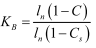 K_B = \frac{l_n(1-C)}{l_n(1-C_s)}